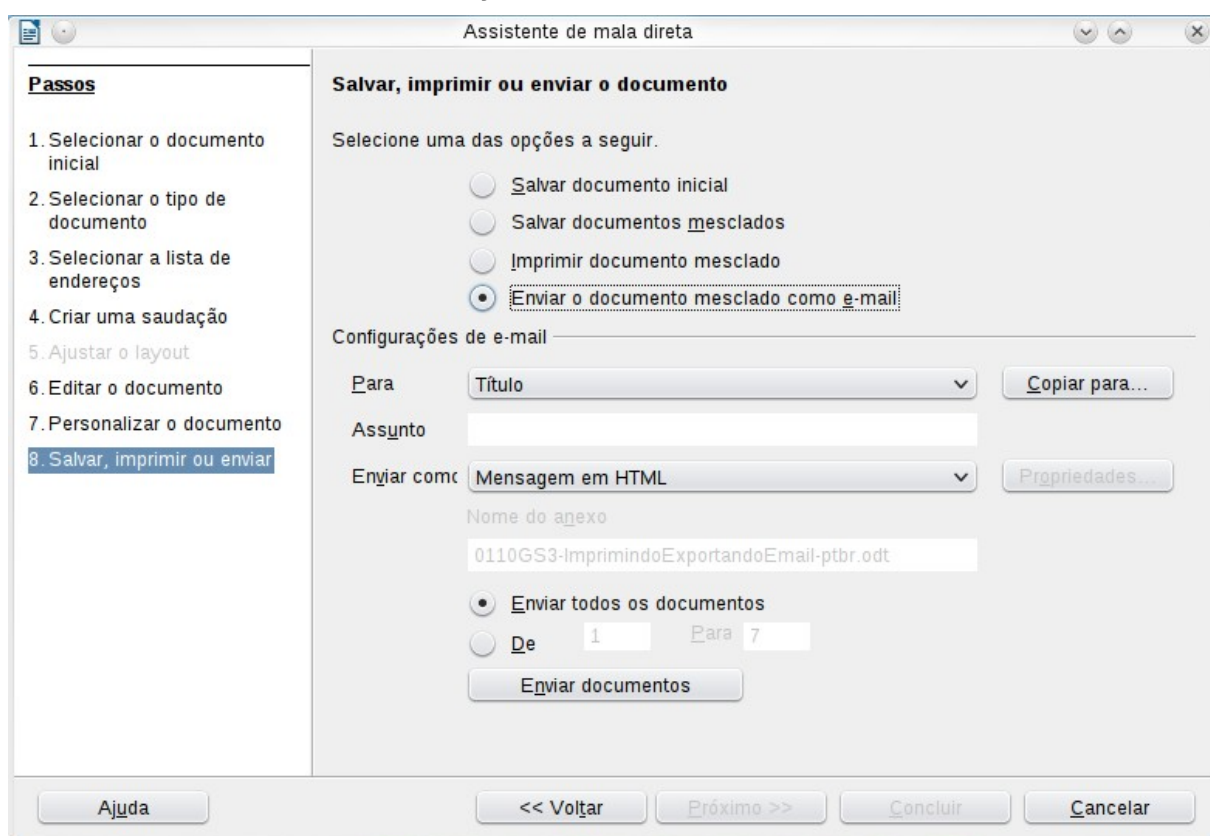 Assistente de mala direta
Passos
1. Selecionar o documento
inicial
2. Selecionar o tipo de
documento
3. Selecionar a lista de
endereços
4. Criar uma saudação
5. Ajustar o layout
6. Editar o documento
7. Personalizar o documento
8. Salvar, imprimir ou enviar
Salvar, imprimir ou enviar o documento
Selecione uma das opções a seguir.
Salvar documento inicial
Salvar documentos mesclados
Imprimir documento mesclado
Enviar o documento mesclado como e-mail
Configurações de e-mail
Para Título Copiar para...
Assunto
Enviar como Mensagem em HTML Propriedades...
Nome do anexo
0110GS3-ImprimindoExportandoEmail-ptbr.odt
Enviar todos os documentos
De 1 Para 7
Enviar documentos
Ajuda << Voltar Próximo >> Concluir Cancelar